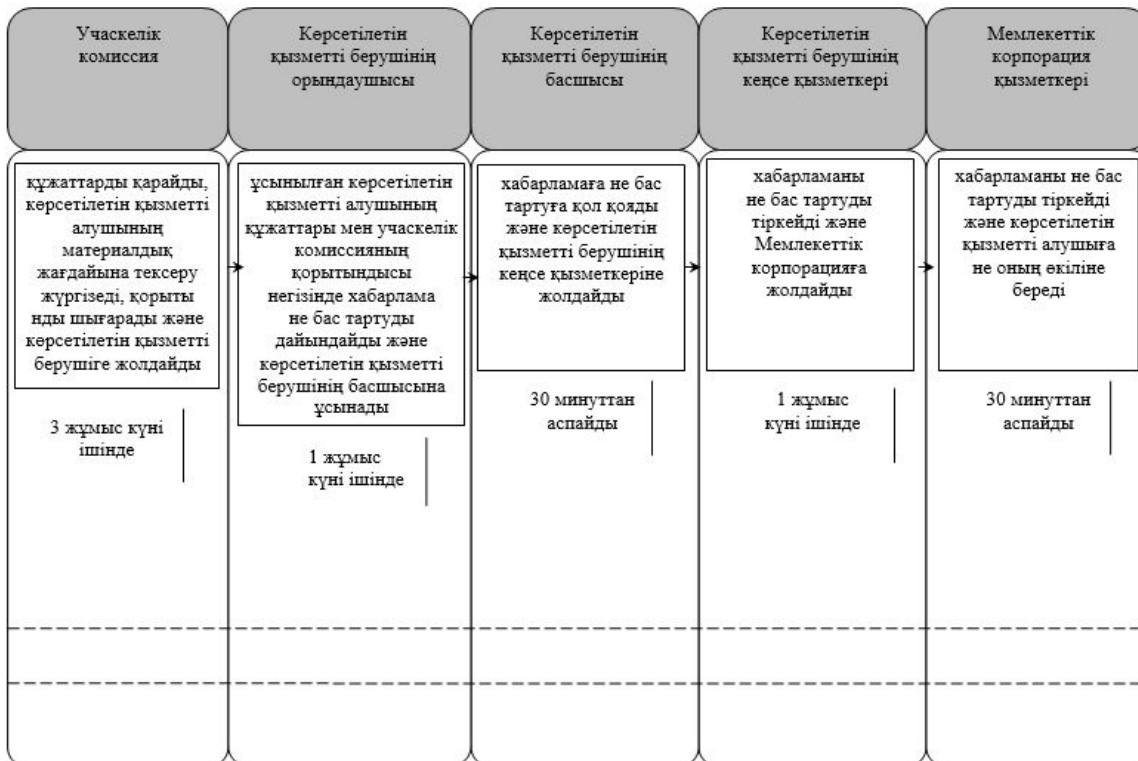 Учаскелік
комиссия
Көрсетілетін
қызметті берушінің
орындаушысы
Көрсетілетін
қызметті берушінің
басшысы
Көрсетілетін
қызметті берушінің
кеңсе қызметкері
Мемлекеттік
корпорация
қызметкері
құжаттарды қарайды,
көрсетілетін қызметті
алушының
материалдық
жағдайына тексеру
жүргізеді, қорыты
нды шығарады және
көрсетілетін қызметті
берушіге жолдайды
3 жұмыс күні
ішінде
ұсынылған көрсетілетін
қызметті алушының
құжаттары мен учаскелік
комиссияның
қорытындысы
негізінде хабарлама
не бас тартуды
дайындайды және
көрсетілетін қызметті
берушінің басшысына
ұсынады
1 жұмыс
күні ішінде
хабарламаға не бас
тартуға қол қояды
және көрсетілетін
қызметті берушінің
кеңсе қызметкеріне
жолдайды
30 минуттан
аспайды
хабарламаны
не бас тартуды
тіркейді және
Мемлекеттік
корпорацияға
жолдайды
1 жұмыс
күні ішінде
хабарламаны не бас
тартуды тіркейді
және көрсетілетін
қызметті алушыға
не оның өкіліне
береді
30 минуттан
аспайды